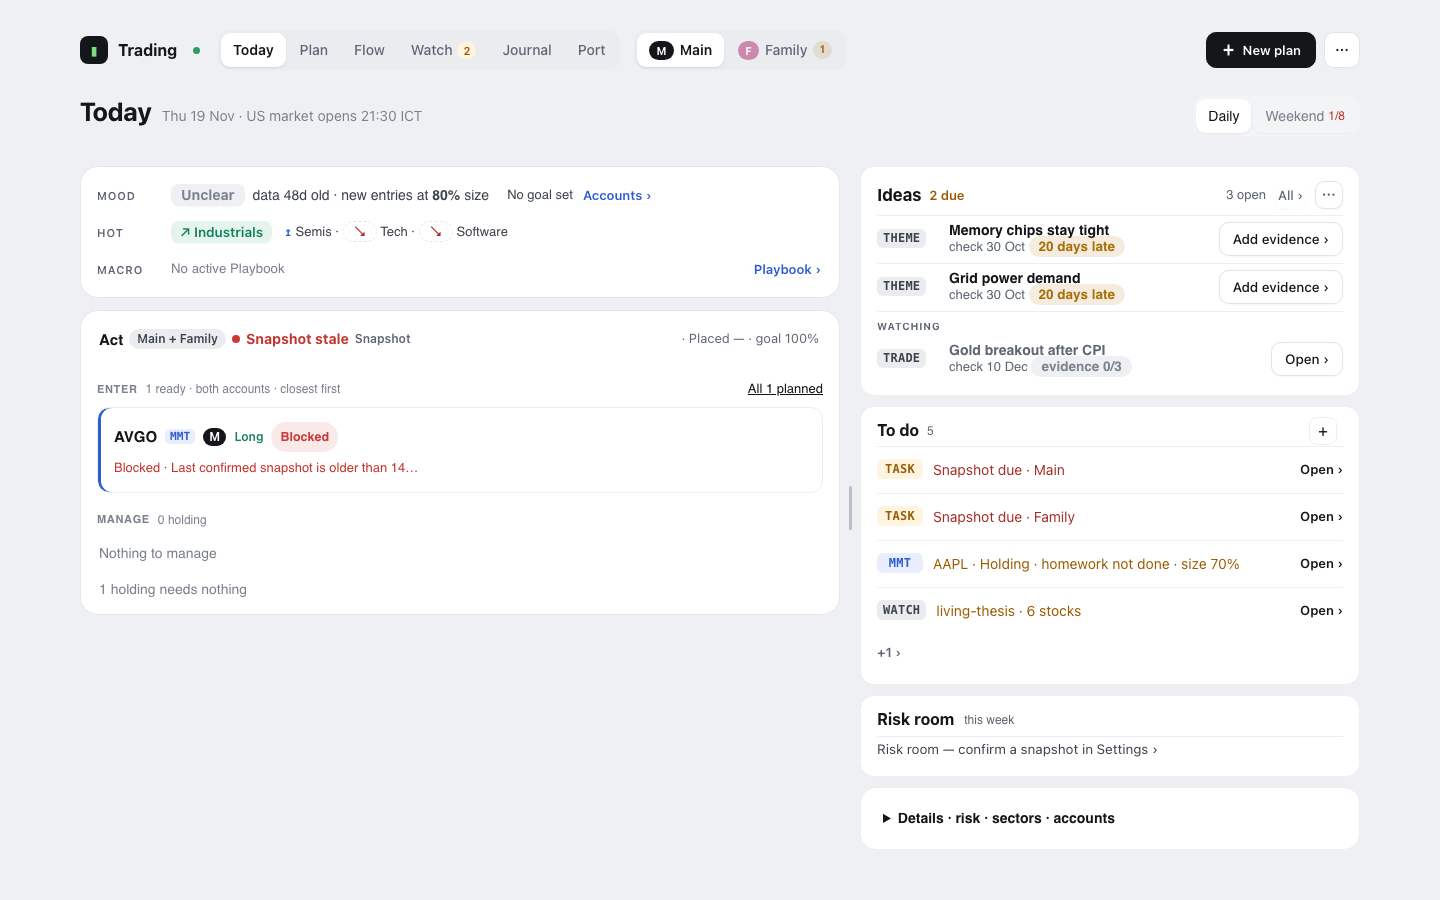 Trading Today Plan Flow Watch 2 Journal Port M Main F Family 1 + New plan ...
Today Thu 19 Nov · US market opens 21:30 ICT Daily Weekend 1/8
MOOD Unclear data 48d old · new entries at 80% size No goal set Accounts ›
HOT ↗ Industrials ↥ Semis · ↘ Tech · ↘ Software
MACRO No active Playbook Playbook ›
Act Main + Family Snapshot stale Snapshot · Placed — · goal 100%
ENTER 1 ready · both accounts · closest first All 1 planned
AVGO MMT M Long Blocked
Blocked · Last confirmed snapshot is older than 14…
MANAGE 0 holding
Nothing to manage
1 holding needs nothing
Ideas 2 due 3 open All › ...
THEME Memory chips stay tight Add evidence ›
check 30 Oct 20 days late
THEME Grid power demand Add evidence ›
check 30 Oct 20 days late
WATCHING
TRADE Gold breakout after CPI Open ›
check 10 Dec evidence 0/3
To do 5 +
TASK Snapshot due · Main Open ›
TASK Snapshot due · Family Open ›
MMT AAPL · Holding · homework not done · size 70% Open ›
WATCH living-thesis · 6 stocks Open ›
+1 ›
Risk room this week
Risk room — confirm a snapshot in Settings ›
▶ Details · risk · sectors · accounts